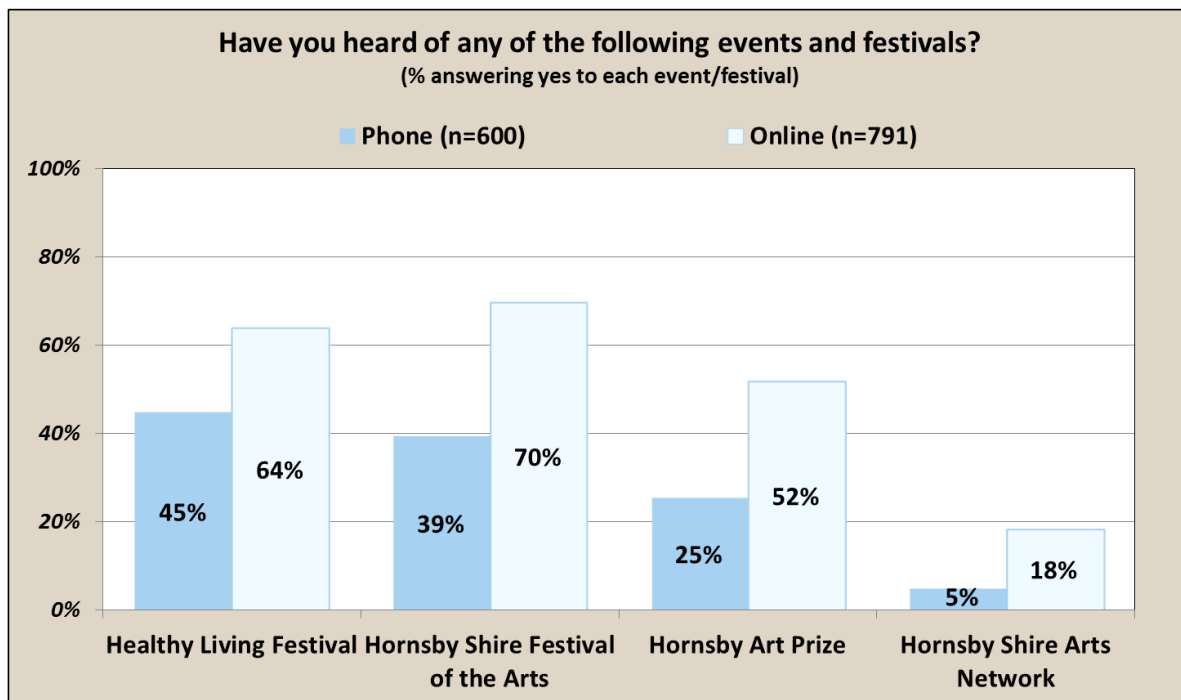 Have you heard of any of the following events and festivals?
(% answering yes to each event/festival)
Phone (n=600)
Online (n=791)
100%
80%
60%
40%
20%
0%
45%
64%
39%
70%
25%
52%
5%
18%
Healthy Living Festival
Hornsby Shire Festival
of the Arts
Hornsby Art Prize
Hornsby Shire Arts
Network